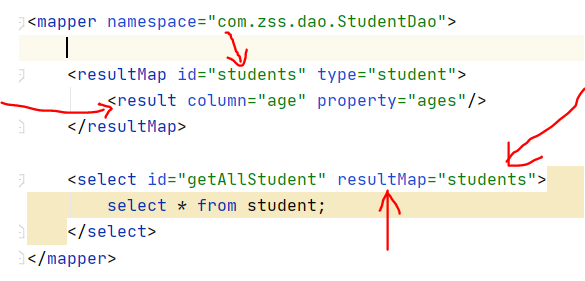 <mapper namespace="com.zss.dao.StudentDao">
<resultMap id="students" type="student">
<result column="age" property="ages"/>
</resultMap>
<select id="getAllStudent" resultMap="students">
select * from student;
</select>
</mapper>